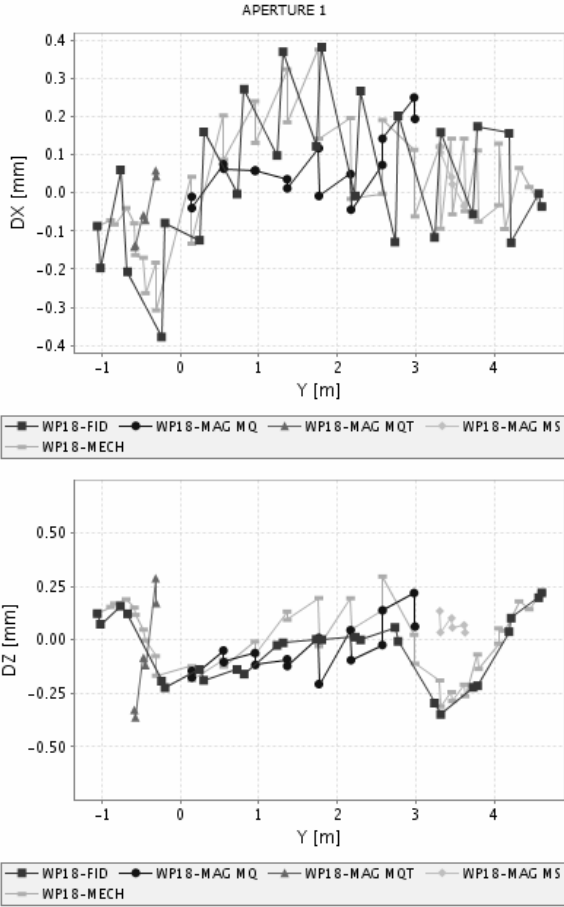 APERTURE 1
0.4
0.3
0.2
0.1
0.0
-0.1
-0.2
-0.3
-0.4
DX [mm]
-1 0 1 2 3 4
Y [m]
WP18-FID WP18-MAG MQ WP18-MAG MQT WP18-MAG MS
WP18-MECH
0.50
0.25
0.00
-0.25
-0.50
DZ [mm]
-1 0 1 2 3 4
Y [m]
WP18-FID WP18-MAG MQ WP18-MAG MQT WP18-MAG MS
WP18-MECH